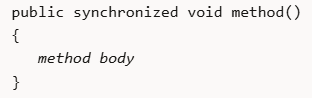 public synchronized void method()
{
   method body
}